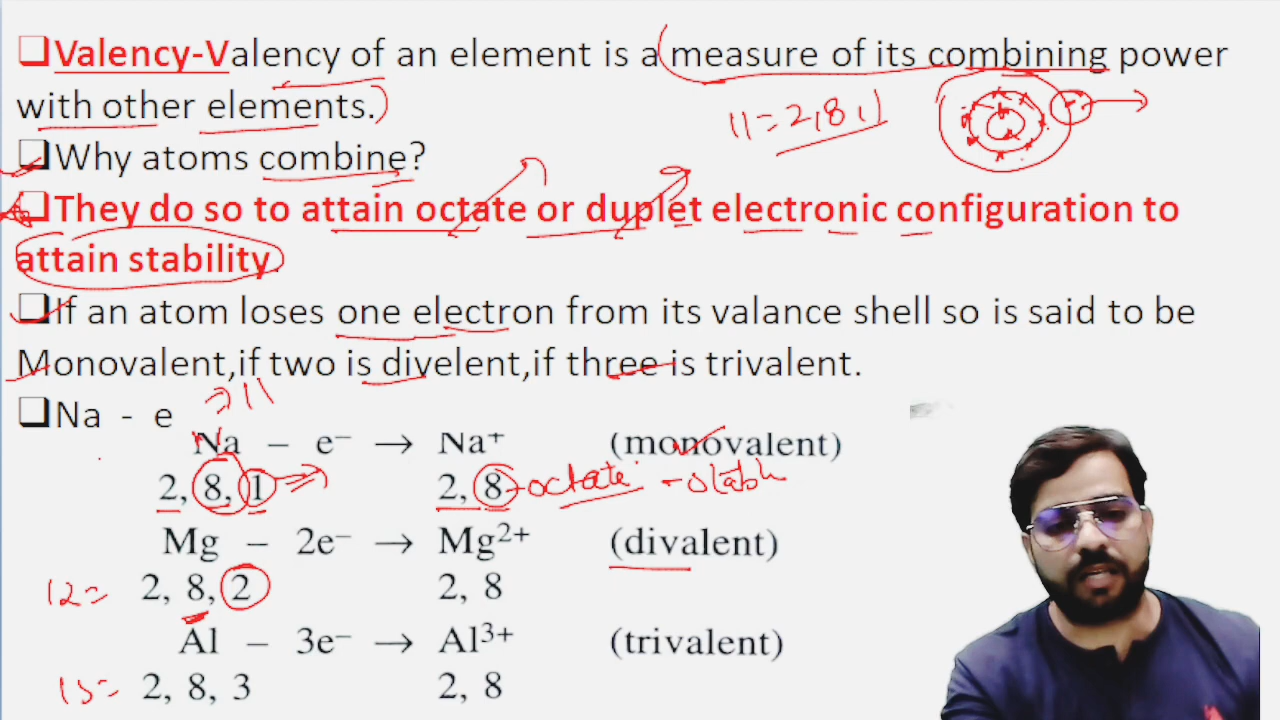 Valency-Valency of an element is a measure of its combining power
with other elements.
11=2,8,1
Why atoms combine?
They do so to attain octate or duplet electronic configuration to
attain stability.
If an atom loses one electron from its valance shell so is said to be
Monovalent,if two is divelent,if three is trivalent.
11
Na - e
Na – e⁻ → Na⁺ (monovalent)
2, 8, 1 2, 8 octate - stable
Mg – 2e⁻ → Mg²⁺ (divalent)
12= 2, 8, 2 2, 8
Al – 3e⁻ → Al³⁺ (trivalent)
13= 2, 8, 3 2, 8